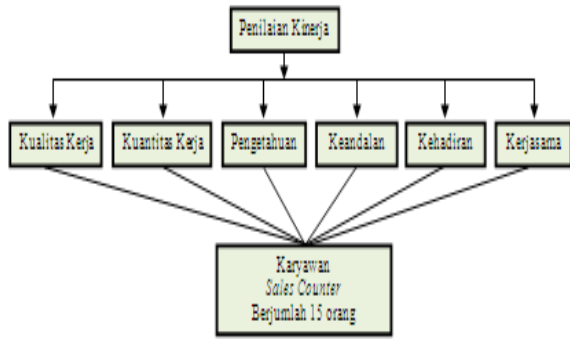 Penilaian Kinerja
Kualitas Kerja
Kuantitas Kerja
Pengetahuan
Keandalan
Kehadiran
Kerjasama
Karyawan
Sales Counter
Berjumlah 15 orang